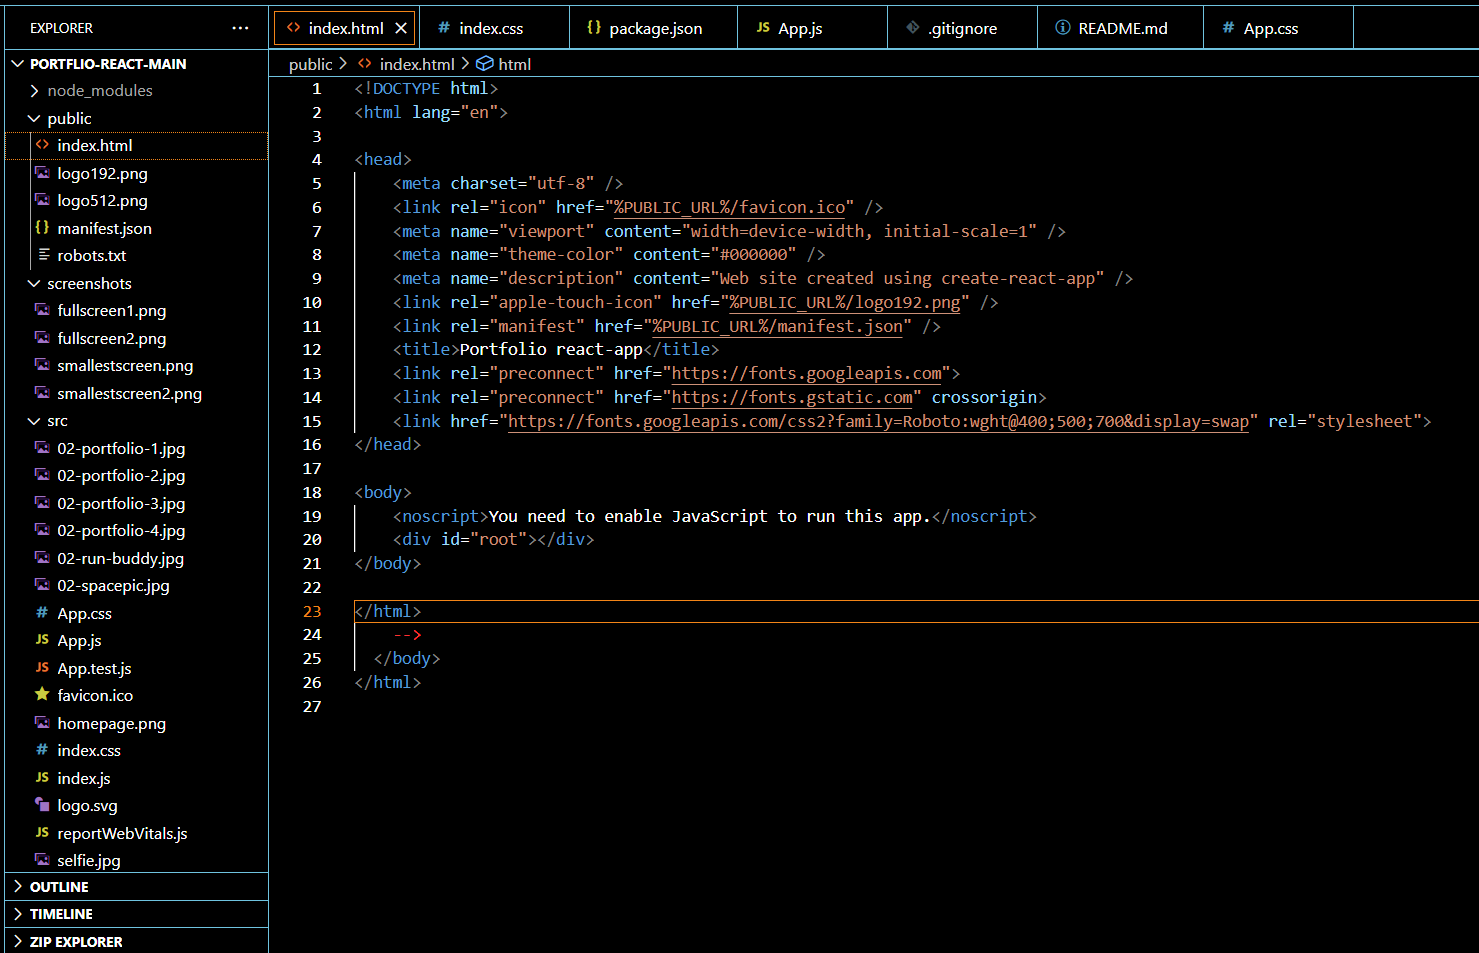 EXPLORER ...
index.html
index.css
package.json
App.js
.gitignore
README.md
App.css
PORTFLIO-REACT-MAIN
node_modules
public
index.html
logo192.png
logo512.png
manifest.json
robots.txt
screenshots
fullscreen1.png
fullscreen2.png
smallestscreen.png
smallestscreen2.png
src
02-portfolio-1.jpg
02-portfolio-2.jpg
02-portfolio-3.jpg
02-portfolio-4.jpg
02-run-buddy.jpg
02-spacepic.jpg
App.css
App.js
App.test.js
favicon.ico
homepage.png
index.css
index.js
logo.svg
reportWebVitals.js
selfie.jpg
OUTLINE
TIMELINE
ZIP EXPLORER
public > index.html > html
1 <!DOCTYPE html>
2 <html lang="en">
3
4 <head>
5 <meta charset="utf-8" />
6 <link rel="icon" href="%PUBLIC_URL%/favicon.ico" />
7 <meta name="viewport" content="width=device-width, initial-scale=1" />
8 <meta name="theme-color" content="#000000" />
9 <meta name="description" content="Web site created using create-react-app" />
10 <link rel="apple-touch-icon" href="%PUBLIC_URL%/logo192.png" />
11 <link rel="manifest" href="%PUBLIC_URL%/manifest.json" />
12 <title>Portfolio react-app</title>
13 <link rel="preconnect" href="https://fonts.googleapis.com">
14 <link rel="preconnect" href="https://fonts.gstatic.com" crossorigin>
15 <link href="https://fonts.googleapis.com/css2?family=Roboto:wght@400;500;700&display=swap" rel="stylesheet">
16 </head>
17
18 <body>
19 <noscript>You need to enable JavaScript to run this app.</noscript>
20 <div id="root"></div>
21 </body>
22
23 </html>
24 -->
25 </body>
26 </html>
27